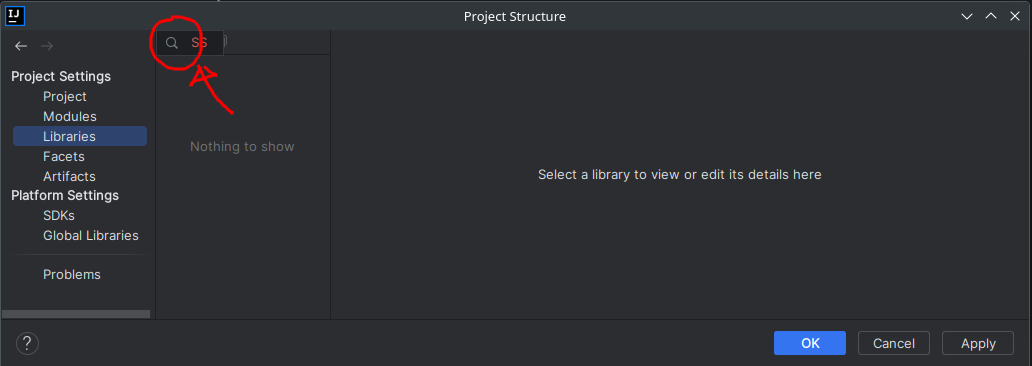 IJ
Project Structure
SS
Project Settings
Project
Modules
Libraries
Facets
Artifacts
Platform Settings
SDKs
Global Libraries
Problems
Nothing to show
Select a library to view or edit its details here
?
OK
Cancel
Apply